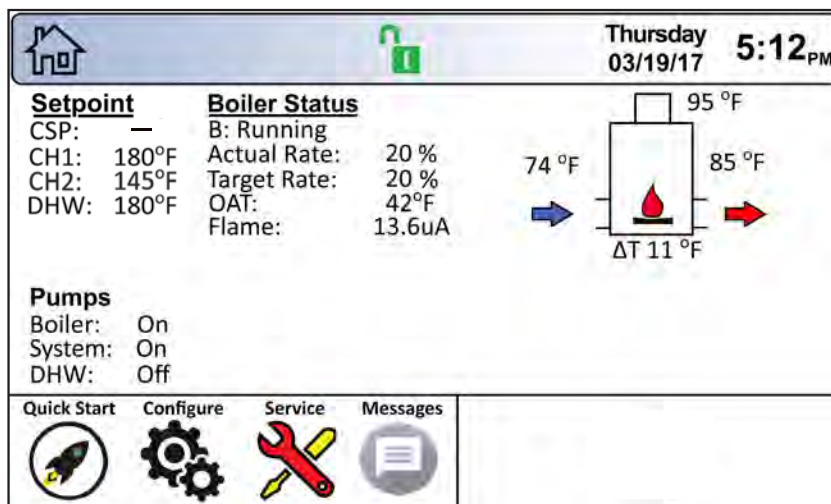 Thursday
03/19/17
5:12PM
Setpoint
CSP: —
CH1: 180°F
CH2: 145°F
DHW: 180°F
Boiler Status
B: Running
Actual Rate: 20 %
Target Rate: 20 %
OAT: 42°F
Flame: 13.6uA
95 °F
74 °F
85 °F
ΔT 11 °F
Pumps
Boiler: On
System: On
DHW: Off
Quick Start
Configure
Service
Messages